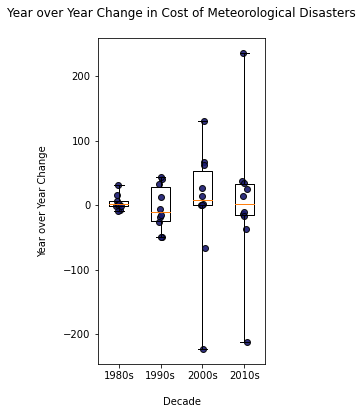 Year over Year Change in Cost of Meteorological Disasters
Year over Year Change
200
100
0
−100
−200
1980s 1990s 2000s 2010s
Decade